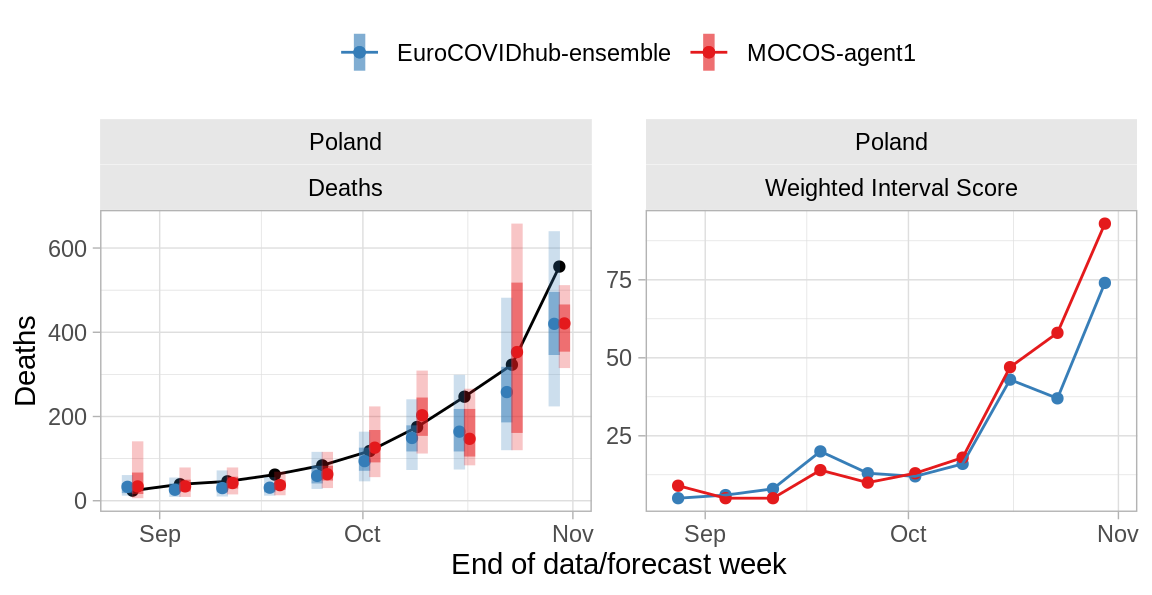 EuroCOVIDhub-ensemble MOCOS-agent1
Poland Poland
Deaths Weighted Interval Score
Deaths
600
400
200
0
75
50
25
Sep Oct Nov Sep Oct Nov
End of data/forecast week